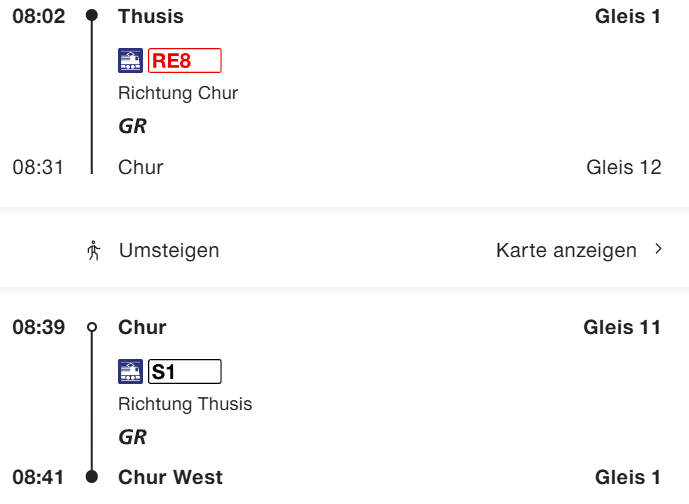 08:02 Thusis Gleis 1
RE8
Richtung Chur
GR
08:31 Chur Gleis 12
Umsteigen Karte anzeigen
08:39 Chur Gleis 11
S1
Richtung Thusis
GR
08:41 Chur West Gleis 1